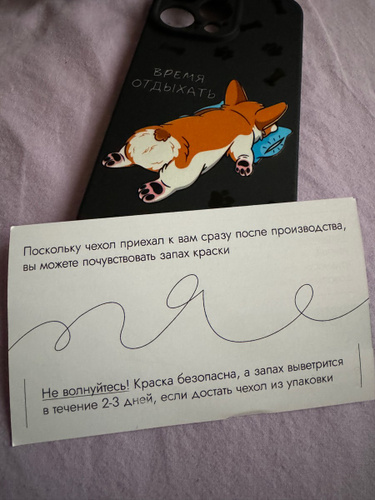 ВРЕМЯ
ОТДЫХАТЬ
Поскольку чехол приехал к вам сразу после производства,
вы можете почувствовать запах краски
Не волнуйтесь! Краска безопасна, а запах выветрится
в течение 2-3 дней, если достать чехол из упаковки